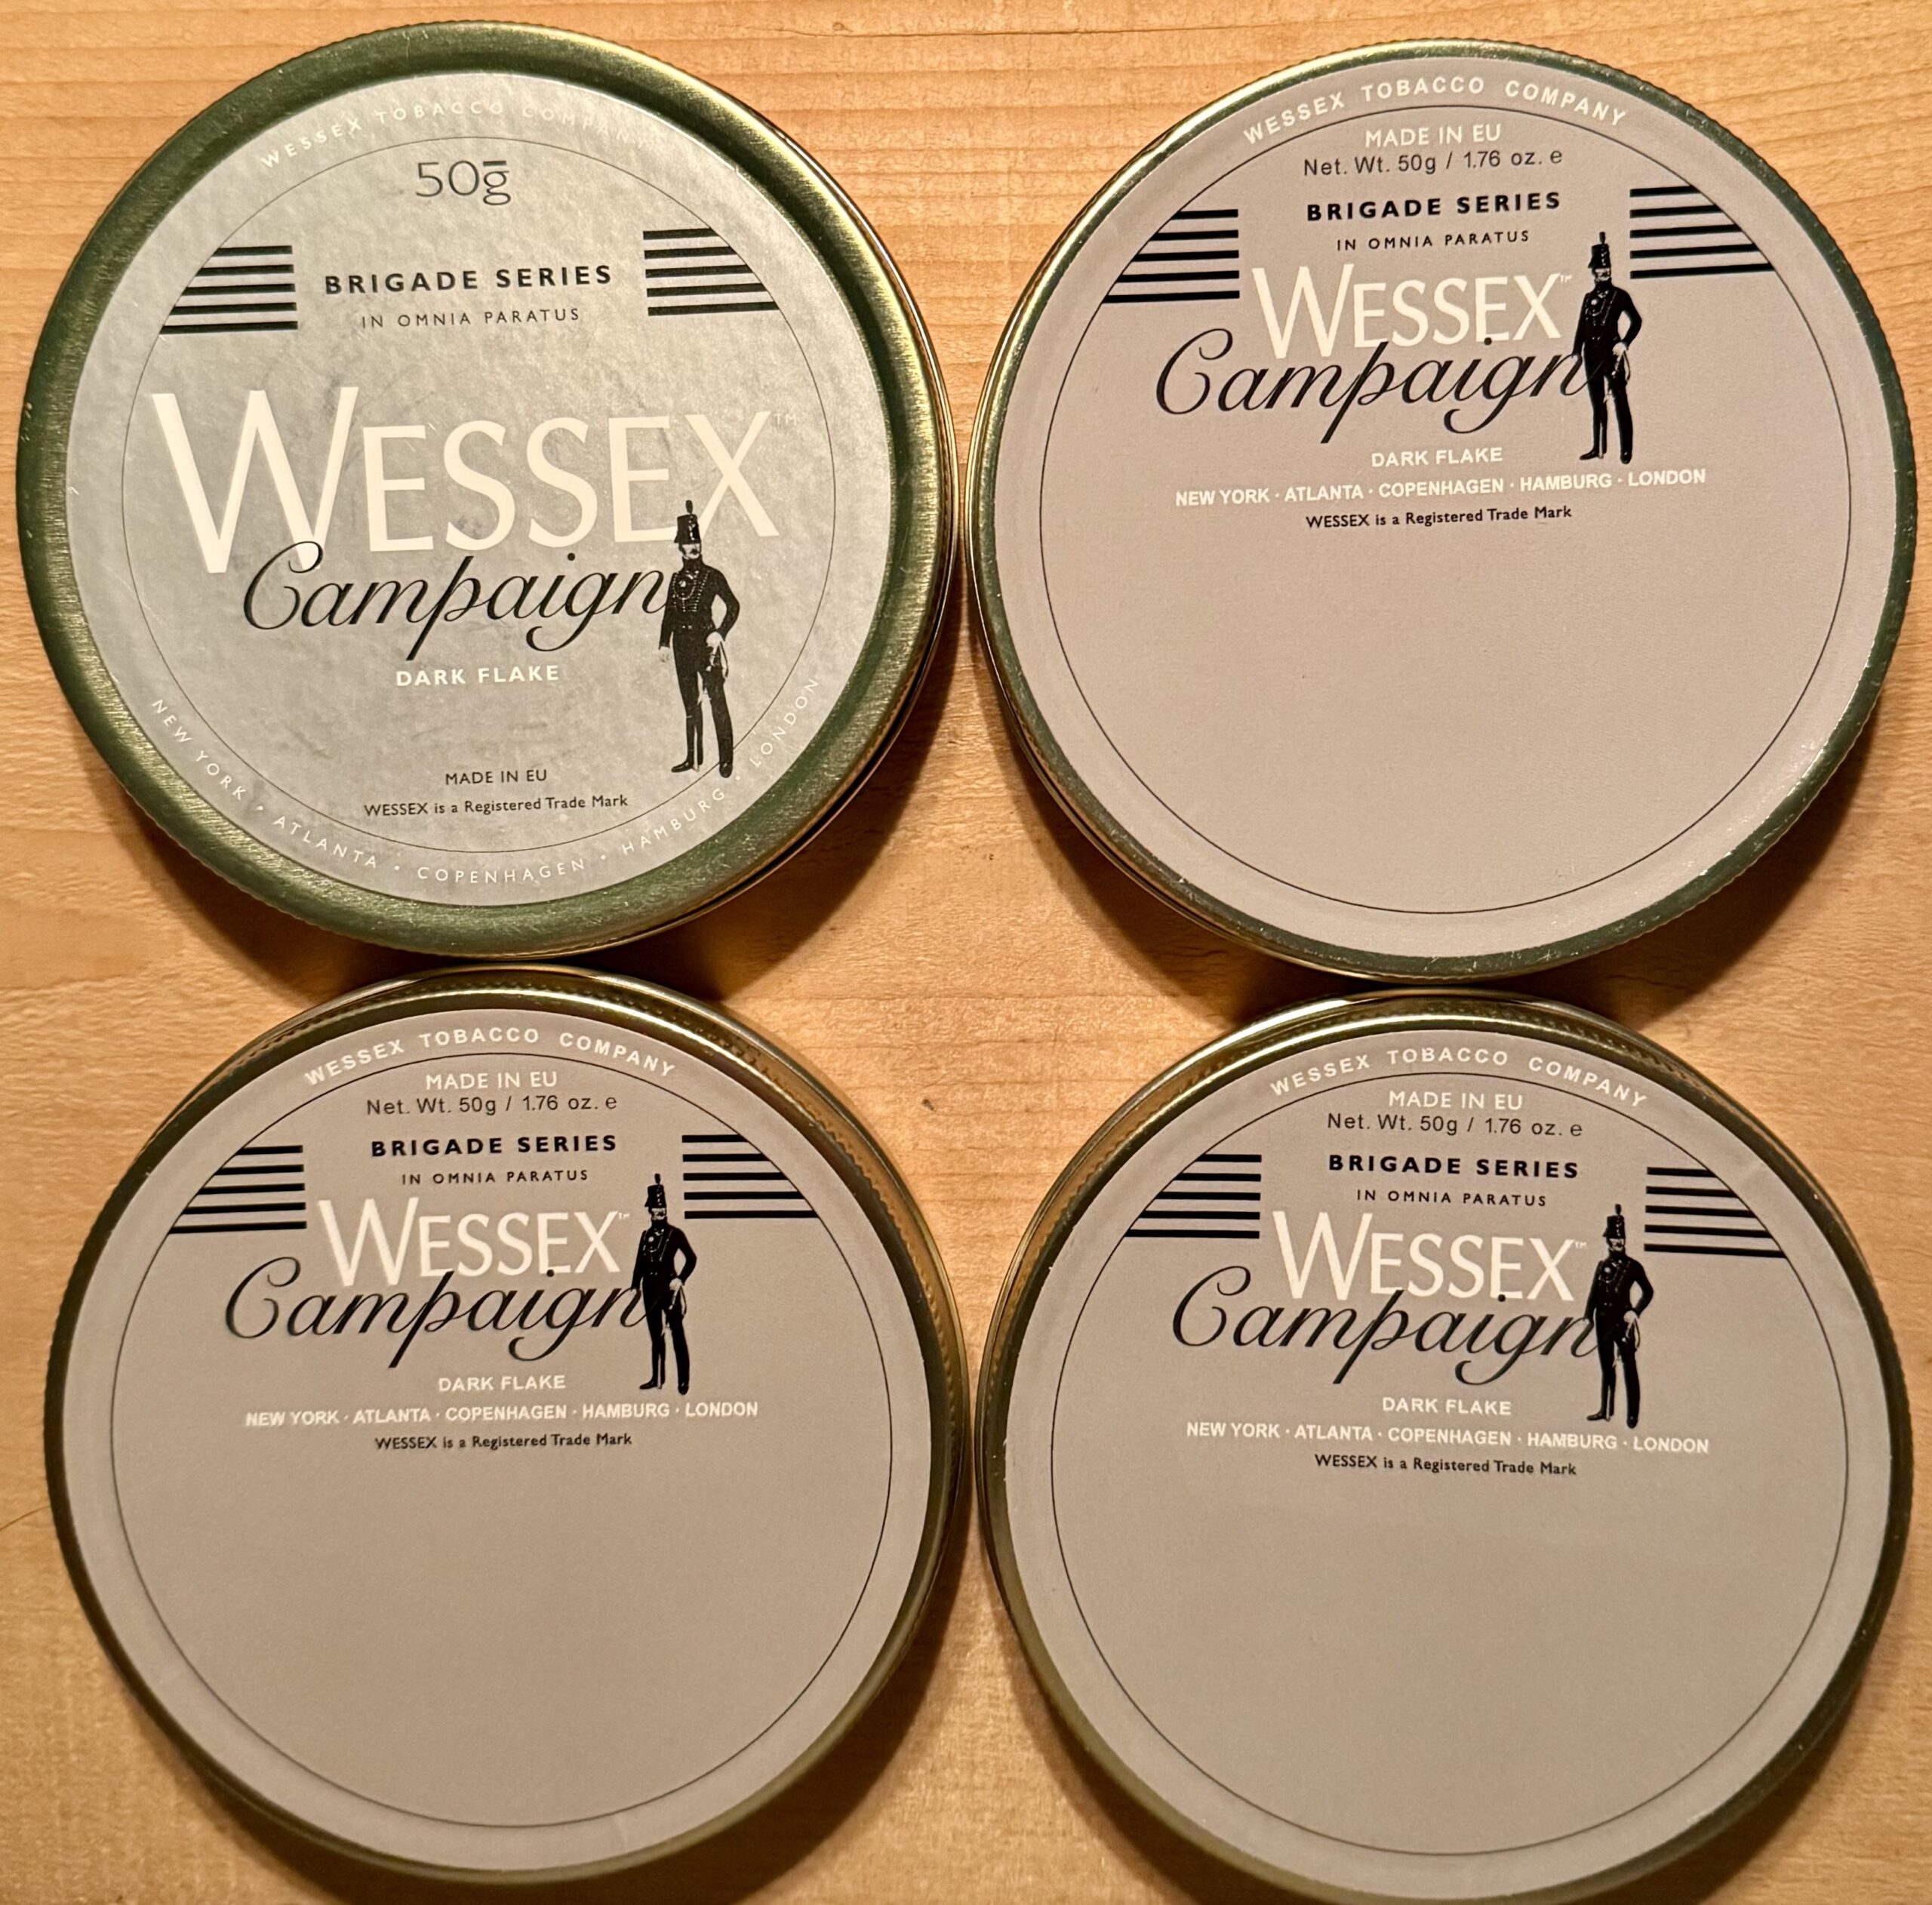 WESSEX TOBACCO COMPANY
50g
BRIGADE SERIES
IN OMNIA PARATUS
WESSEX™
Campaign
DARK FLAKE
MADE IN EU
WESSEX is a Registered Trade Mark
NEW YORK • ATLANTA • COPENHAGEN • HAMBURG • LONDON
WESSEX TOBACCO COMPANY
MADE IN EU
Net. Wt. 50g / 1.76 oz. e
BRIGADE SERIES
IN OMNIA PARATUS
WESSEX™
Campaign
DARK FLAKE
NEW YORK · ATLANTA · COPENHAGEN · HAMBURG · LONDON
WESSEX is a Registered Trade Mark
WESSEX TOBACCO COMPANY
MADE IN EU
Net. Wt. 50g / 1.76 oz. e
BRIGADE SERIES
IN OMNIA PARATUS
WESSEX™
Campaign
DARK FLAKE
NEW YORK · ATLANTA · COPENHAGEN · HAMBURG · LONDON
WESSEX is a Registered Trade Mark
WESSEX TOBACCO COMPANY
MADE IN EU
Net. Wt. 50g / 1.76 oz. e
BRIGADE SERIES
IN OMNIA PARATUS
WESSEX™
Campaign
DARK FLAKE
NEW YORK · ATLANTA · COPENHAGEN · HAMBURG · LONDON
WESSEX is a Registered Trade Mark